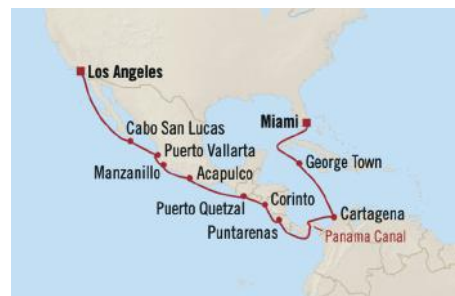 Los Angeles
Miami
Cabo San Lucas
Puerto Vallarta
George Town
Manzanillo
Acapulco
Puerto Quetzal
Corinto
Cartagena
Puntarenas
Panama Canal